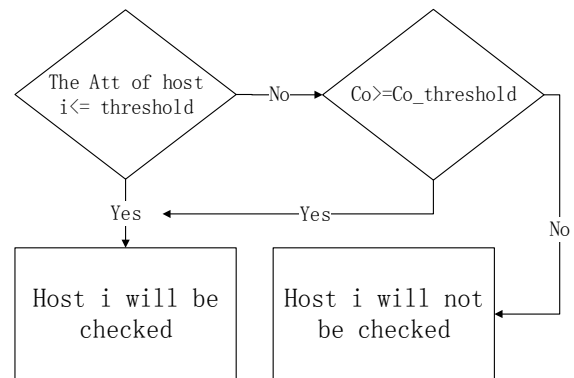 The Att of host
i<= threshold
No
Co>=Co_threshold
Yes
Yes
No
Host i will be
checked
Host i will not
be checked